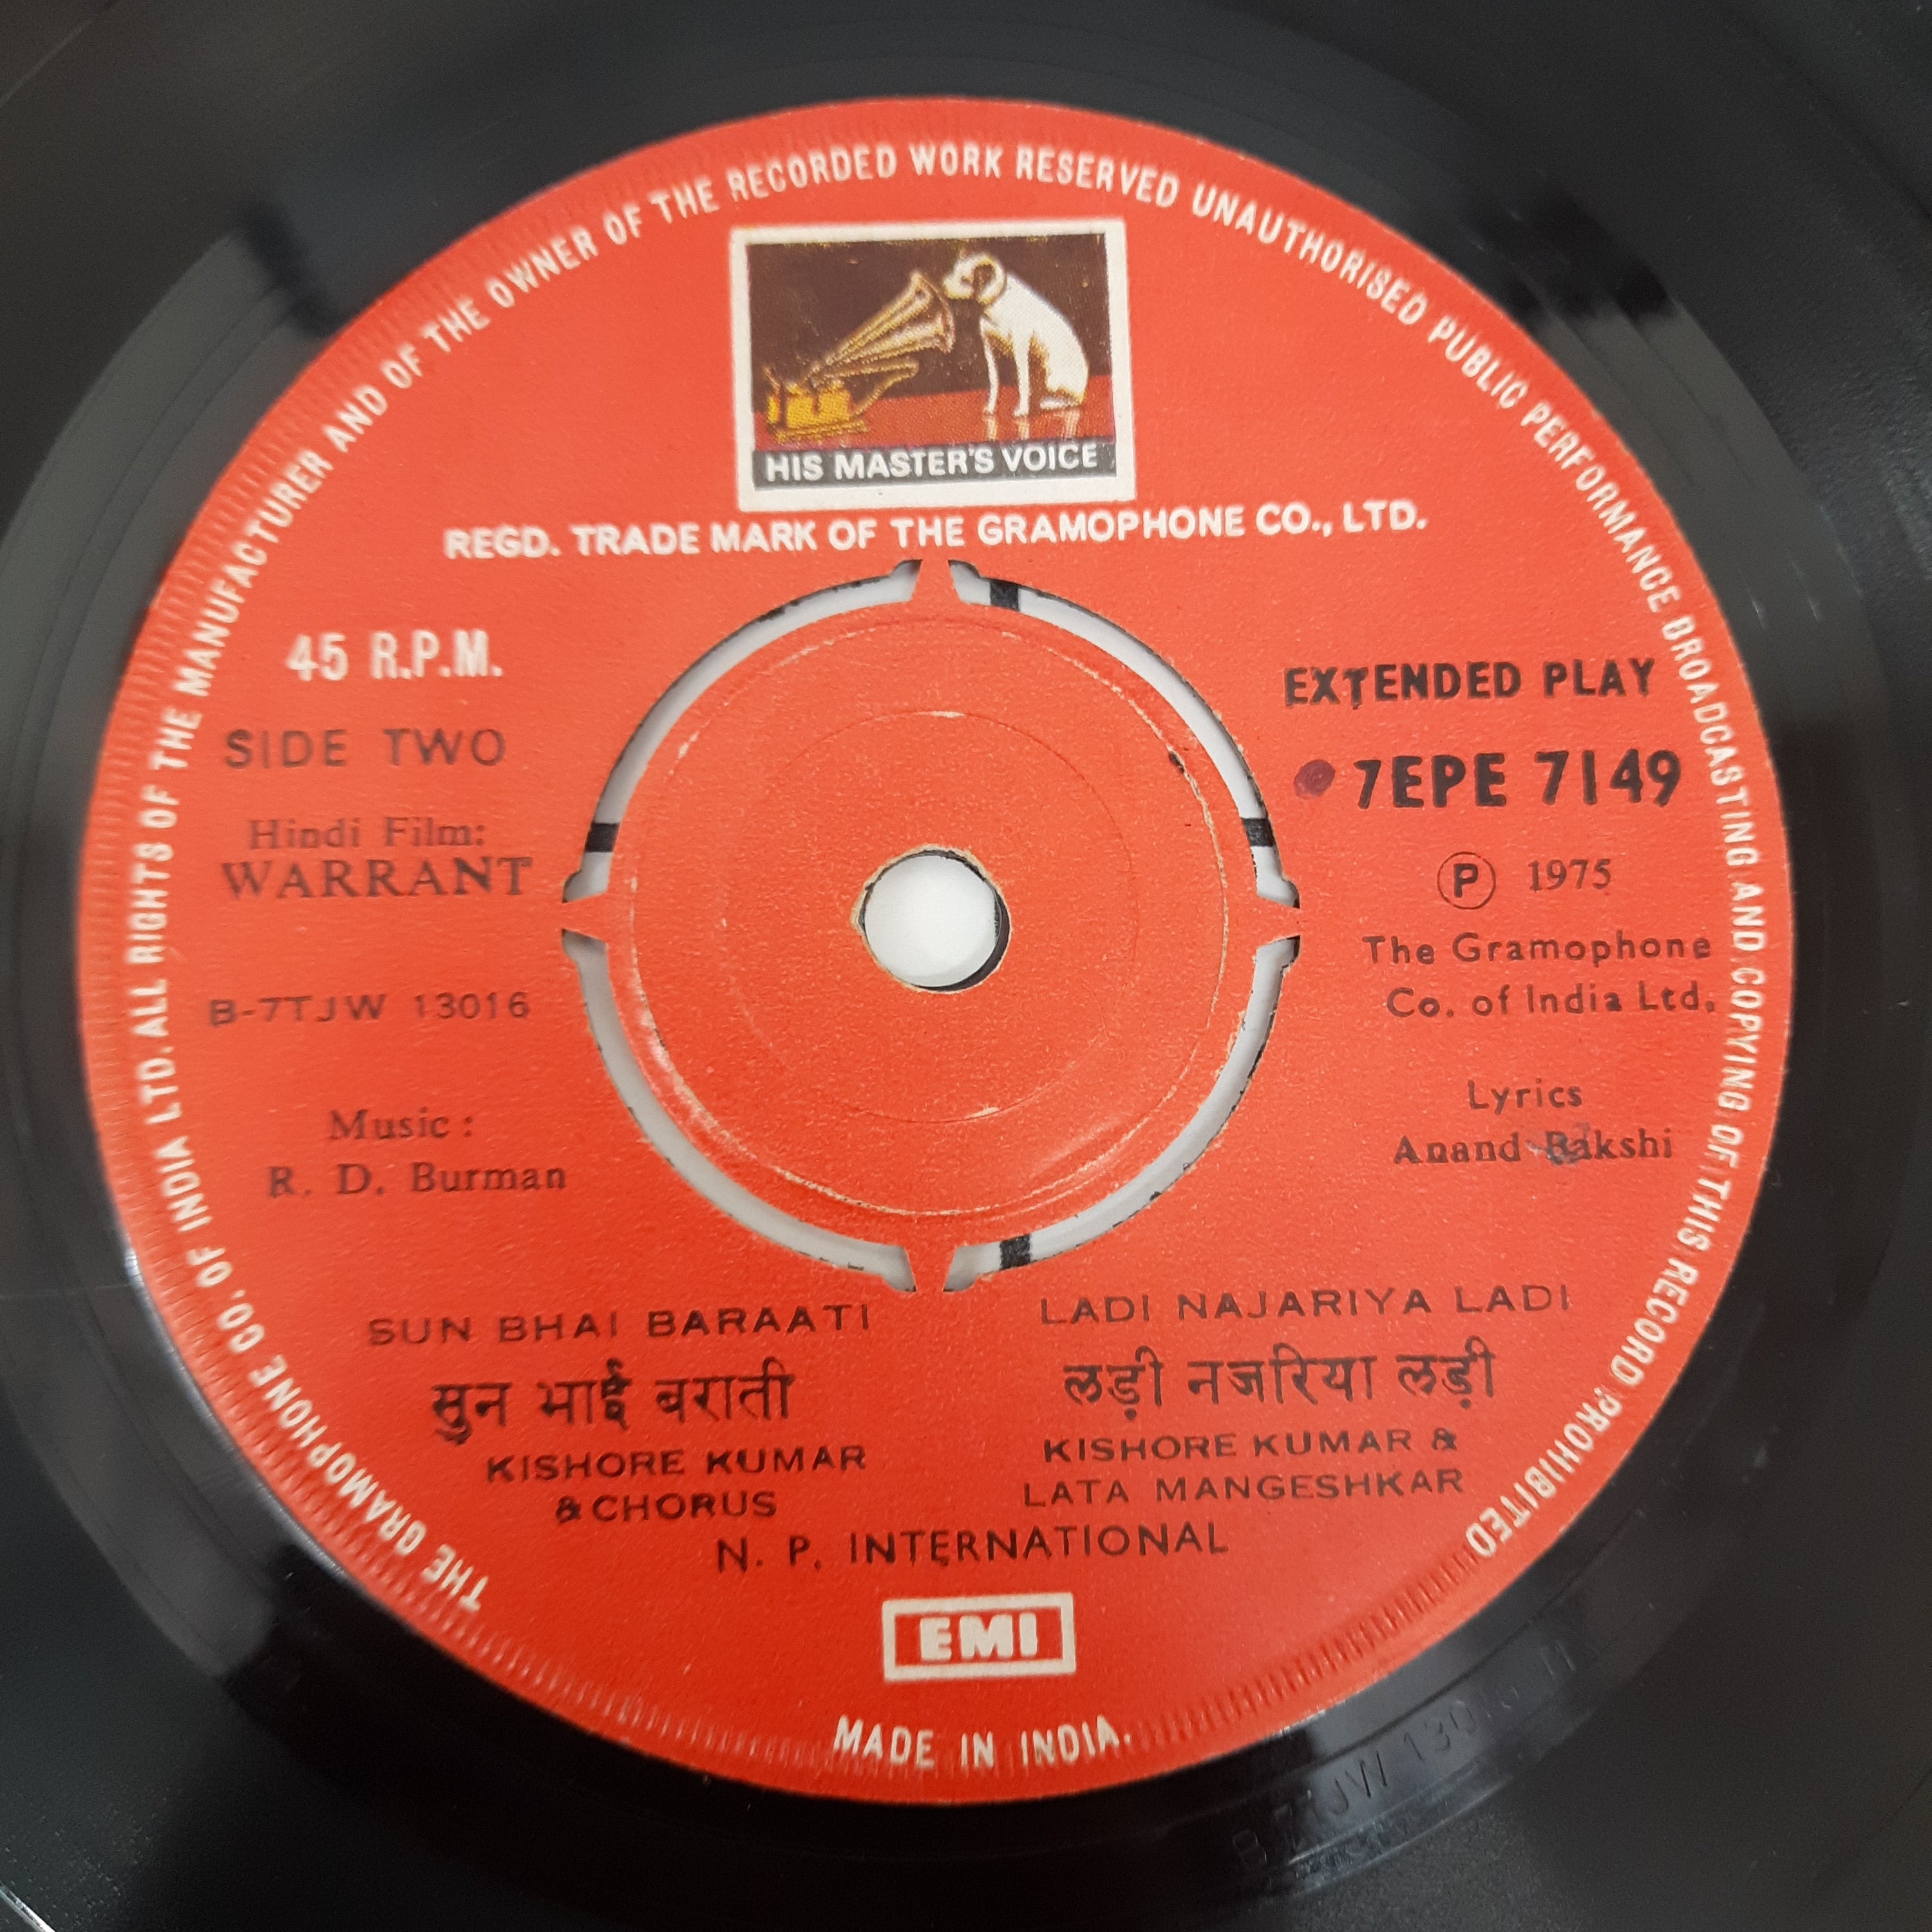 THE GRAMOPHONE CO. OF INDIA LTD. ALL RIGHTS OF THE MANUFACTURER AND OF THE OWNER OF THE RECORDED WORK RESERVED UNAUTHORISED PUBLIC PERFORMANCE BROADCASTING AND COPYING OF THIS RECORD PROHIBITED
HIS MASTER'S VOICE
REGD. TRADE MARK OF THE GRAMOPHONE CO., LTD.
45 R.P.M.
SIDE TWO
Hindi Film:
WARRANT
B-7TJW 13016
Music :
R. D. Burman
EXTENDED PLAY
7EPE 7149
Ⓟ 1975
The Gramophone
Co. of India Ltd.
Lyrics
Anand Bakshi
SUN BHAI BARAATI
सुन भाई बराती
KISHORE KUMAR
& CHORUS
LADI NAJARIYA LADI
लड़ी नजरिया लड़ी
KISHORE KUMAR &
LATA MANGESHKAR
N. P. INTERNATIONAL
EMI
MADE IN INDIA.